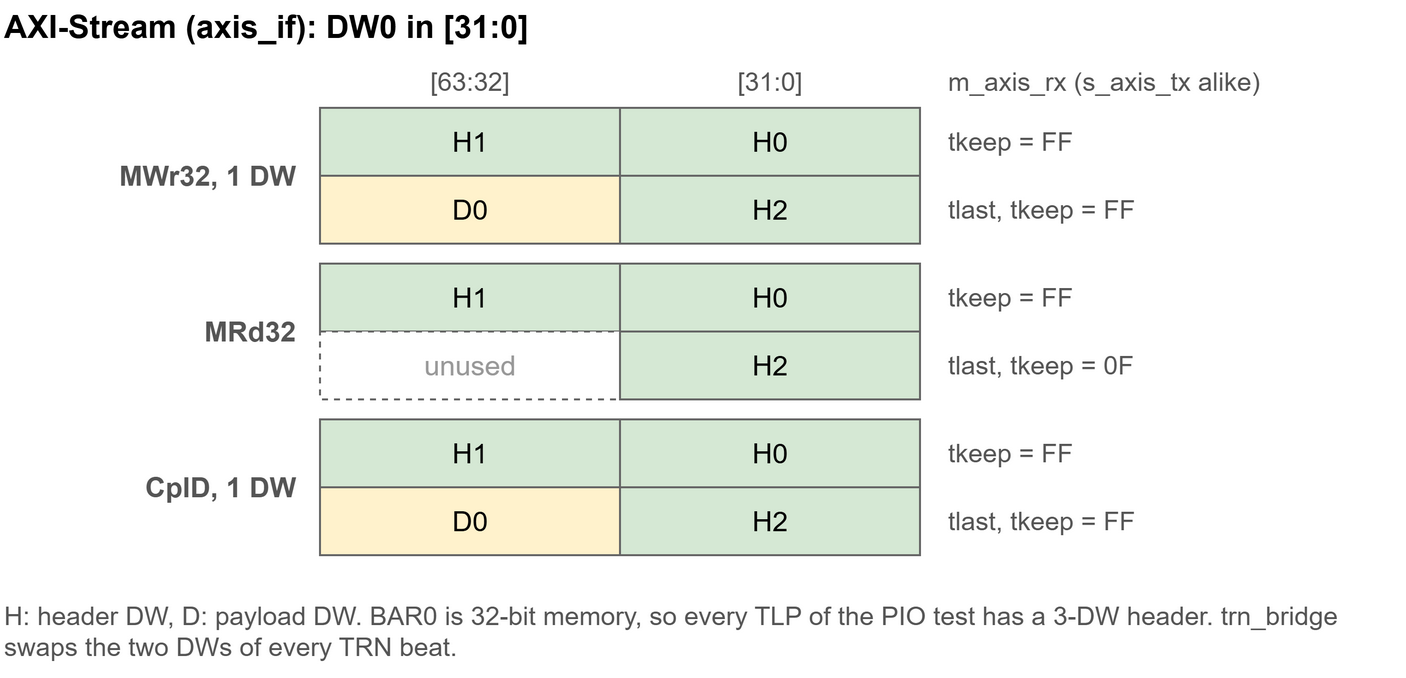 AXI-Stream (axis_if): DW0 in [31:0]
[63:32] [31:0] m_axis_rx (s_axis_tx alike)
MWr32, 1 DW
H1 H0 tkeep = FF
D0 H2 tlast, tkeep = FF
MRd32
H1 H0 tkeep = FF
unused H2 tlast, tkeep = 0F
CplD, 1 DW
H1 H0 tkeep = FF
D0 H2 tlast, tkeep = FF
H: header DW, D: payload DW. BAR0 is 32-bit memory, so every TLP of the PIO test has a 3-DW header. trn_bridge
swaps the two DWs of every TRN beat.